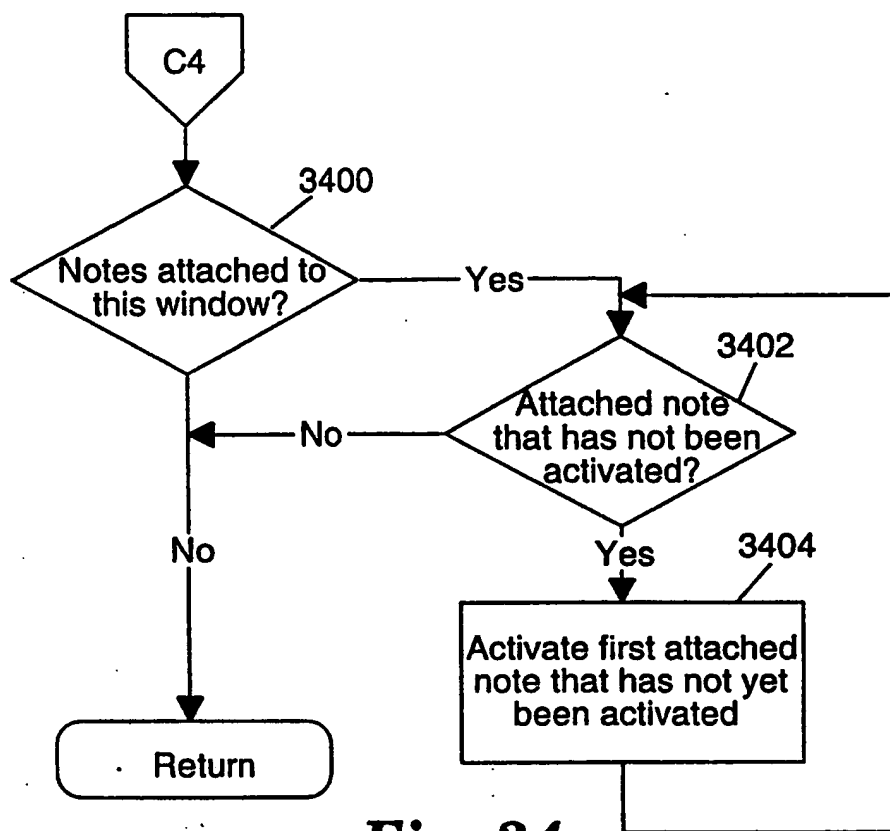 C4
3400
Notes attached to
this window?
Yes
3402
Attached note
that has not been
activated?
No
No
Yes
3404
Activate first attached
note that has not yet
been activated
Return
Fig. 34